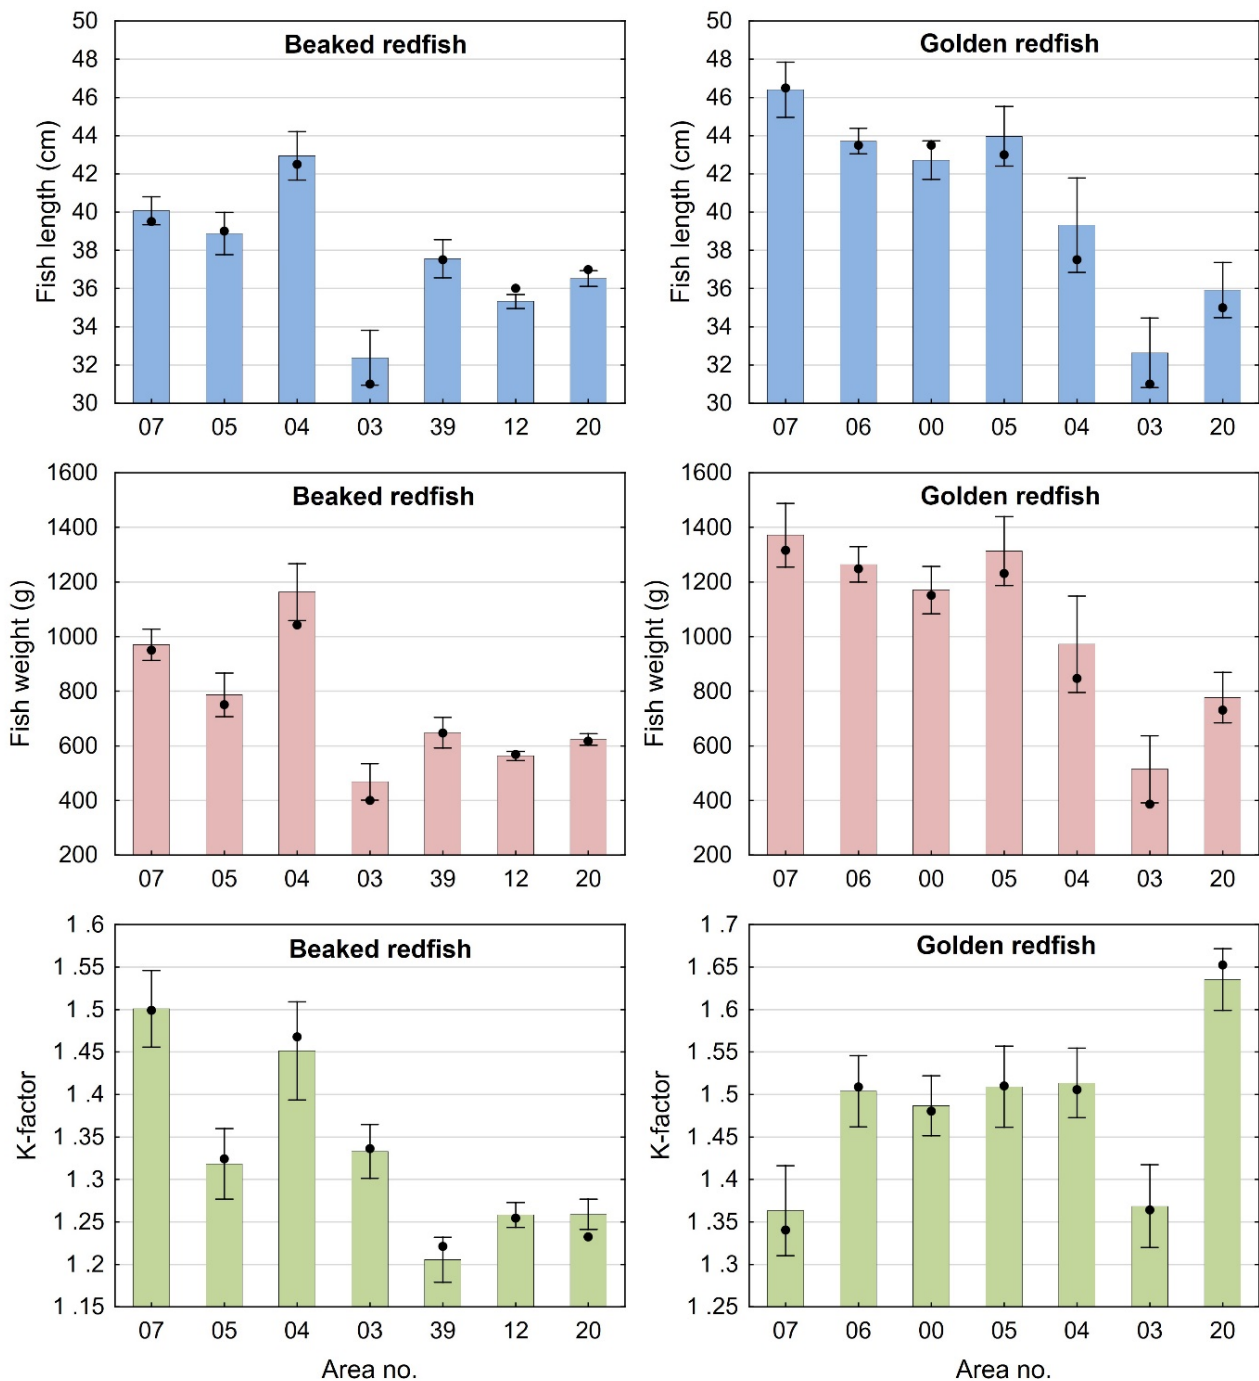 Beaked redfish
Fish length (cm)
50
48
46
44
42
40
38
36
34
32
30
07 05 04 03 39 12 20
Golden redfish
Fish length (cm)
50
48
46
44
42
40
38
36
34
32
30
07 06 00 05 04 03 20
Beaked redfish
Fish weight (g)
1600
1400
1200
1000
800
600
400
200
07 05 04 03 39 12 20
Golden redfish
Fish weight (g)
1600
1400
1200
1000
800
600
400
200
07 06 00 05 04 03 20
Beaked redfish
K-factor
1.6
1.55
1.5
1.45
1.4
1.35
1.3
1.25
1.2
1.15
07 05 04 03 39 12 20
Area no.
Golden redfish
K-factor
1.7
1.65
1.6
1.55
1.5
1.45
1.4
1.35
1.3
1.25
07 06 00 05 04 03 20
Area no.